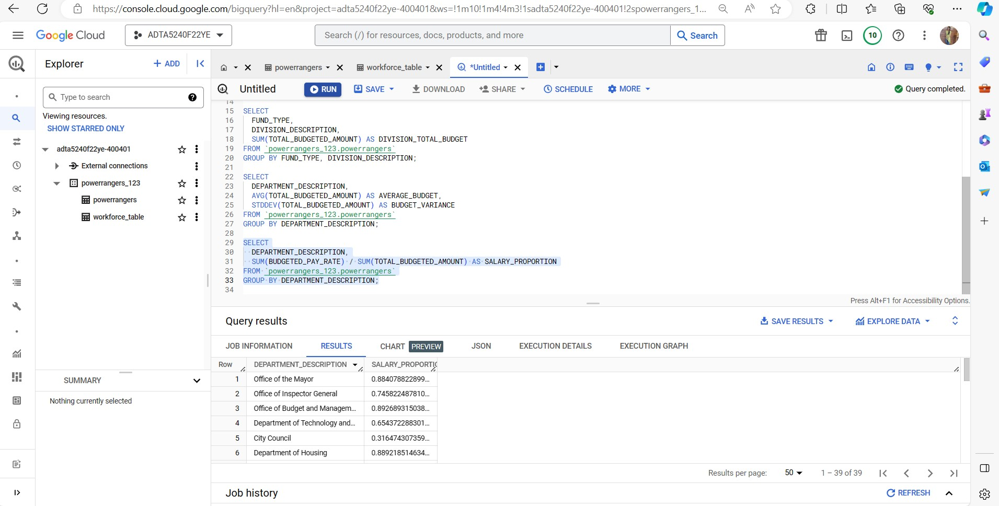 https://console.cloud.google.com/bigquery?hl=en&project=adta5240f22ye-400401&ws=!1m10!1m4!4m3!1sadta5240f22ye-400401!2spowerrangers_1...
Google Cloud
ADTA5240F22YE
Search (/) for resources, docs, products, and more
Search
10
Explorer
+ ADD
powerrangers
workforce_table
*Untitled
Untitled
RUN
SAVE
DOWNLOAD
SHARE
SCHEDULE
MORE
Query completed.
Type to search
Viewing resources.
SHOW STARRED ONLY
adta5240f22ye-400401
External connections
powerrangers_123
powerrangers
workforce_table
SUMMARY
Nothing currently selected
14
15 SELECT
16 FUND_TYPE,
17 DIVISION_DESCRIPTION,
18 SUM(TOTAL_BUDGETED_AMOUNT) AS DIVISION_TOTAL_BUDGET
19 FROM `powerrangers_123.powerrangers`
20 GROUP BY FUND_TYPE, DIVISION_DESCRIPTION;
21
22 SELECT
23 DEPARTMENT_DESCRIPTION,
24 AVG(TOTAL_BUDGETED_AMOUNT) AS AVERAGE_BUDGET,
25 STDDEV(TOTAL_BUDGETED_AMOUNT) AS BUDGET_VARIANCE
26 FROM `powerrangers_123.powerrangers`
27 GROUP BY DEPARTMENT_DESCRIPTION;
28
29 SELECT
30 DEPARTMENT_DESCRIPTION,
31 SUM(BUDGETED_PAY_RATE) / SUM(TOTAL_BUDGETED_AMOUNT) AS SALARY_PROPORTION
32 FROM `powerrangers_123.powerrangers`
33 GROUP BY DEPARTMENT_DESCRIPTION;
34
Press Alt+F1 for Accessibility Options.
Query results
SAVE RESULTS
EXPLORE DATA
JOB INFORMATION
RESULTS
CHART PREVIEW
JSON
EXECUTION DETAILS
EXECUTION GRAPH
Row DEPARTMENT_DESCRIPTION SALARY_PROPORTIO
1 Office of the Mayor 0.884078822899...
2 Office of Inspector General 0.745822487810...
3 Office of Budget and Managem... 0.892689315038...
4 Department of Technology and... 0.654372288301...
5 City Council 0.316474307359...
6 Department of Housing 0.889218514634...
Results per page: 50 1 – 39 of 39
Job history
REFRESH